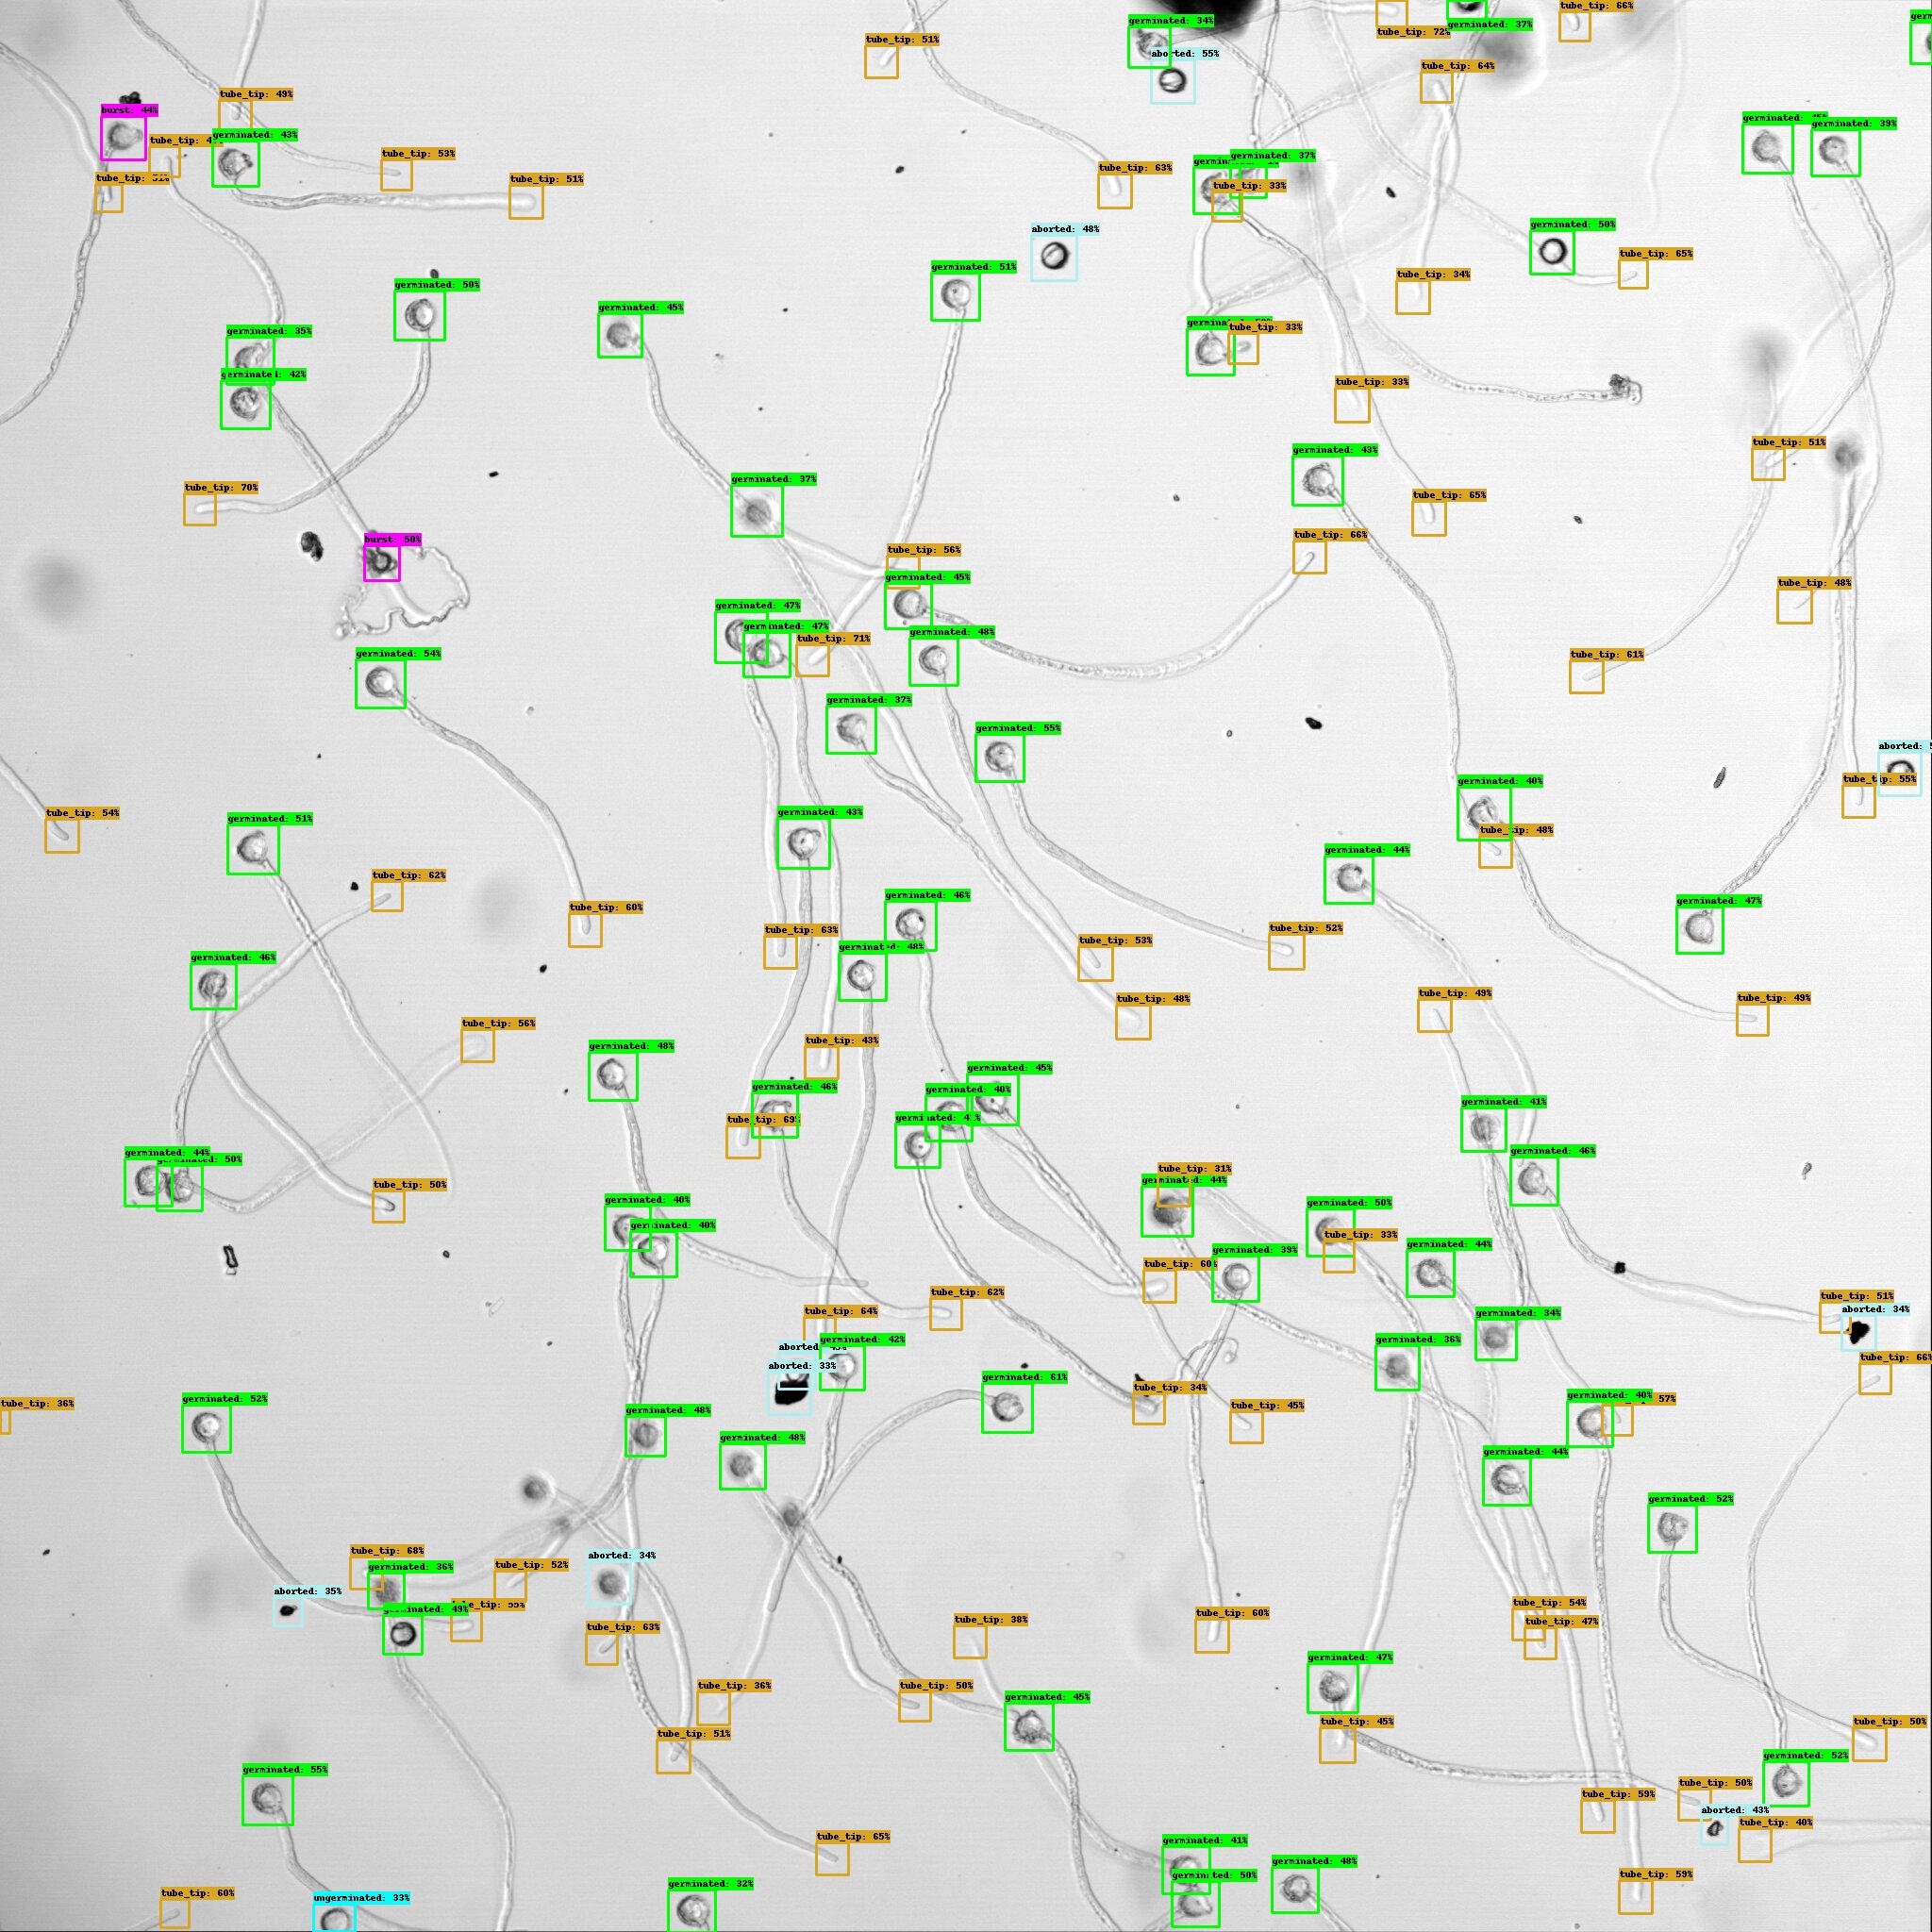 germinated: 34%
tube_tip: 66%
tube_tip: 72%
germinated: 37%
tube_tip: 51%
aborted: 55%
tube_tip: 64%
tube_tip: 49%
burst: 44%
germinated: 43%
germinated: 39%
tube_tip: 53%
germinated: 37%
tube_tip: 63%
tube_tip: 51%
tube_tip: 33%
aborted: 48%
germinated: 50%
tube_tip: 65%
germinated: 51%
tube_tip: 34%
germinated: 50%
germinated: 45%
germinated: 35%
tube_tip: 33%
germinated: 42%
tube_tip: 33%
tube_tip: 51%
germinated: 43%
germinated: 37%
tube_tip: 70%
tube_tip: 65%
tube_tip: 66%
burst: 50%
tube_tip: 56%
germinated: 45%
tube_tip: 48%
germinated: 47%
germinated: 47%
germinated: 48%
tube_tip: 71%
germinated: 54%
tube_tip: 61%
germinated: 37%
germinated: 55%
aborted:
tube_tip: 55%
germinated: 40%
tube_tip: 54%
germinated: 43%
germinated: 51%
tube_tip: 48%
germinated: 44%
tube_tip: 62%
germinated: 46%
germinated: 47%
tube_tip: 60%
tube_tip: 63%
tube_tip: 52%
tube_tip: 53%
germinated: 48%
germinated: 46%
tube_tip: 49%
tube_tip: 48%
tube_tip: 49%
tube_tip: 56%
tube_tip: 43%
germinated: 48%
germinated: 45%
germinated: 46%
germinated: 40%
germinated: 41%
tube_tip: 69%
germinated: 44%
germinated: 50%
germinated: 46%
tube_tip: 31%
germinated: 44%
tube_tip: 50%
germinated: 40%
germinated: 50%
germinated: 40%
tube_tip: 33%
germinated: 39%
germinated: 44%
tube_tip: 60%
tube_tip: 62%
tube_tip: 51%
tube_tip: 64%
aborted: 34%
germinated: 34%
germinated: 42%
germinated: 36%
aborted: 33%
tube_tip: 66%
germinated: 61%
tube_tip: 34%
germinated: 40%
57%
germinated: 52%
tube_tip: 36%
tube_tip: 45%
germinated: 48%
germinated: 48%
germinated: 44%
germinated: 52%
tube_tip: 68%
aborted: 34%
germinated: 36%
tube_tip: 52%
aborted: 35%
germinated: 49%
tube_tip: 54%
tube_tip: 60%
tube_tip: 38%
tube_tip: 47%
tube_tip: 63%
germinated: 47%
tube_tip: 36%
tube_tip: 50%
germinated: 45%
tube_tip: 45%
tube_tip: 50%
tube_tip: 51%
germinated: 52%
germinated: 55%
tube_tip: 50%
tube_tip: 59%
aborted: 43%
tube_tip: 40%
tube_tip: 65%
germinated: 41%
germinated: 48%
germinated: 50%
tube_tip: 59%
germinated: 32%
tube_tip: 60%
ungerminated: 33%